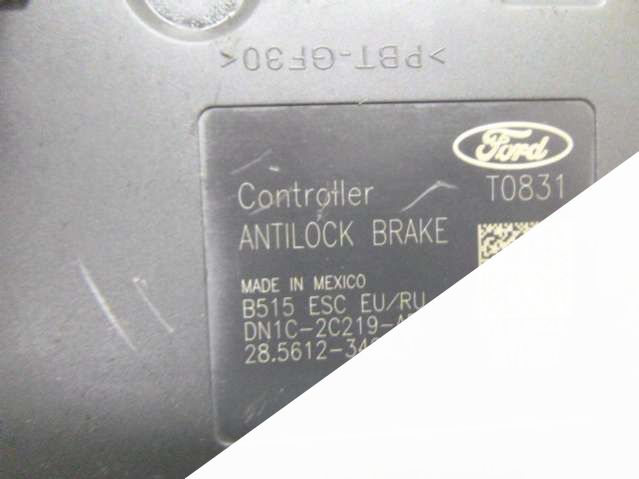 >PBT-GF30<
Ford
Controller T0831
ANTILOCK BRAKE
MADE IN MEXICO
B515 ESC EU/RU
DN1C-2C219-A
28.5612-34